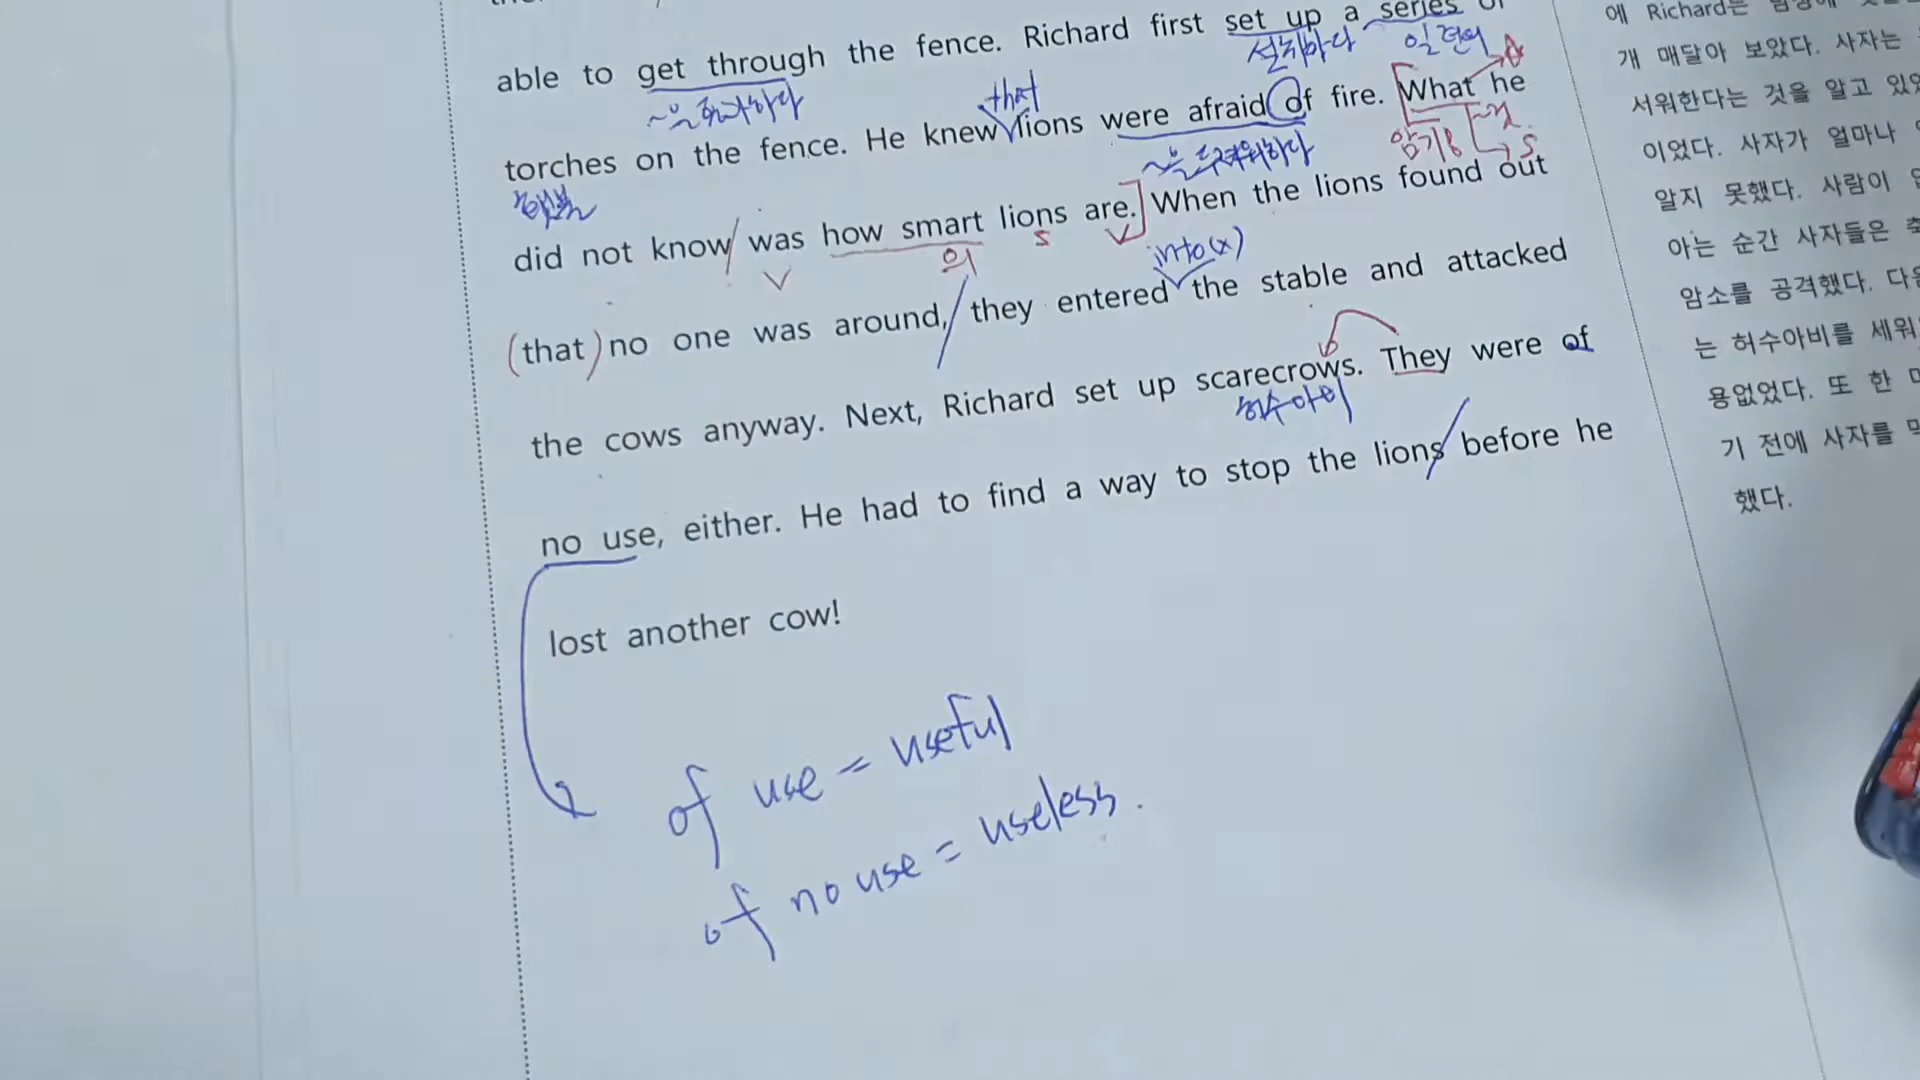 able to get through the fence. Richard first set up a series of
~을 통과하다
설치하다
일련의
that
torches on the fence. He knew lions were afraid of fire. What he
횃불
~을 두려워하다
S
did not know was how smart lions are. When the lions found out
V
의
S
V
into(x)
(that) no one was around, they entered the stable and attacked
the cows anyway. Next, Richard set up scarecrows. They were of
허수아비
no use, either. He had to find a way to stop the lions before he
lost another cow!
of use = useful
of no use = useless.
에 Richard는
개 매달아 보았다. 사자는
서워한다는 것을 알고
이었다. 사자가 얼마나
알지 못했다. 사람이
아는 순간 사자들은
암소를 공격했다.
는 허수아비를
용없었다. 또 한
기 전에 사자를
했다.